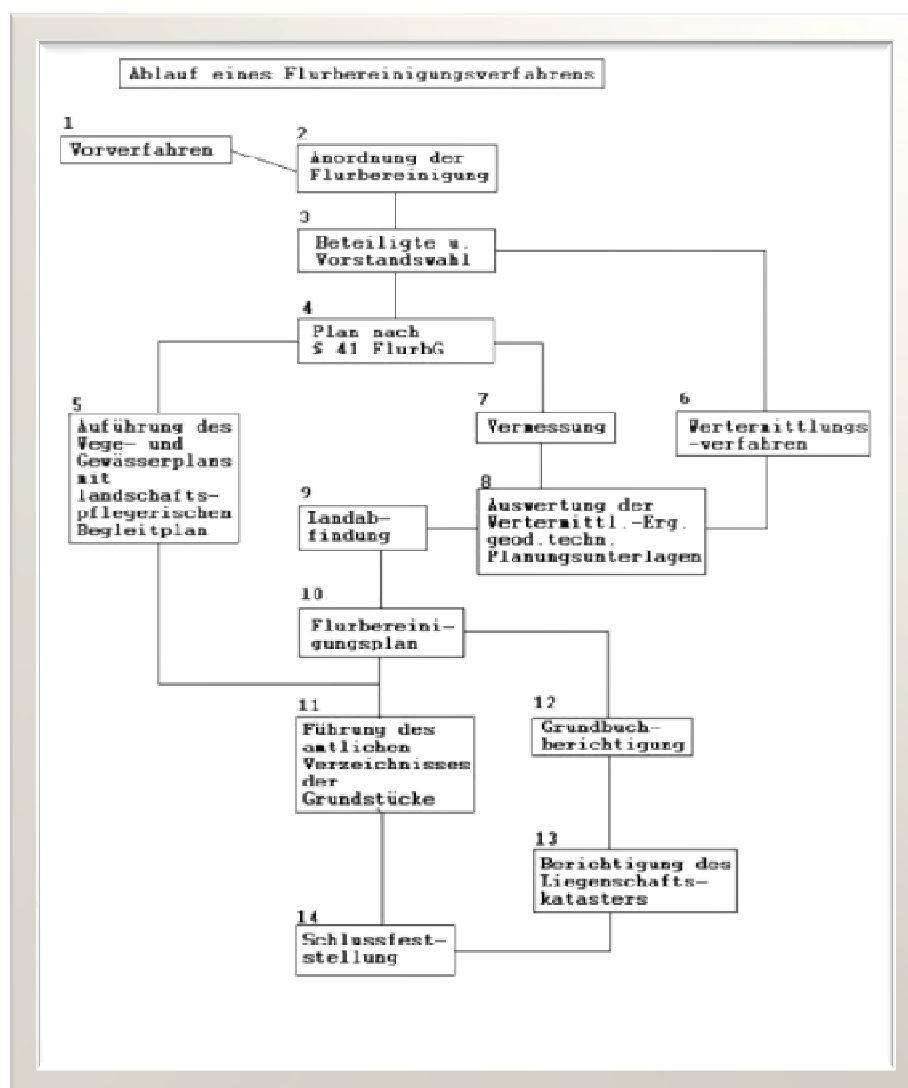 Ablauf eines Flurbereinigungsverfahrens
1
Vorverfahren
2
Anordnung der
Flurbereinigung
3
Beteiligte u.
Vorstandswahl
4
Plan nach
§ 41 FlurbG
5
Auführung des
Wege- und
Gewässerplans
mit
landschafts-
pflegerischen
Begleitplan
6
Wertermittlungs
-verfahren
7
Vermessung
8
Auswertung der
Wertermittl.-Erg.
geod.techn.
Planungsunterlagen
9
Landab-
findung
10
Flurbereini-
gungsplan
11
Führung des
amtlichen
Verzeichnisses
der
Grundstücke
12
Grundbuch-
berichtigung
13
Berichtigung des
Liegenschafts-
katasters
14
Schlussfest-
stellung